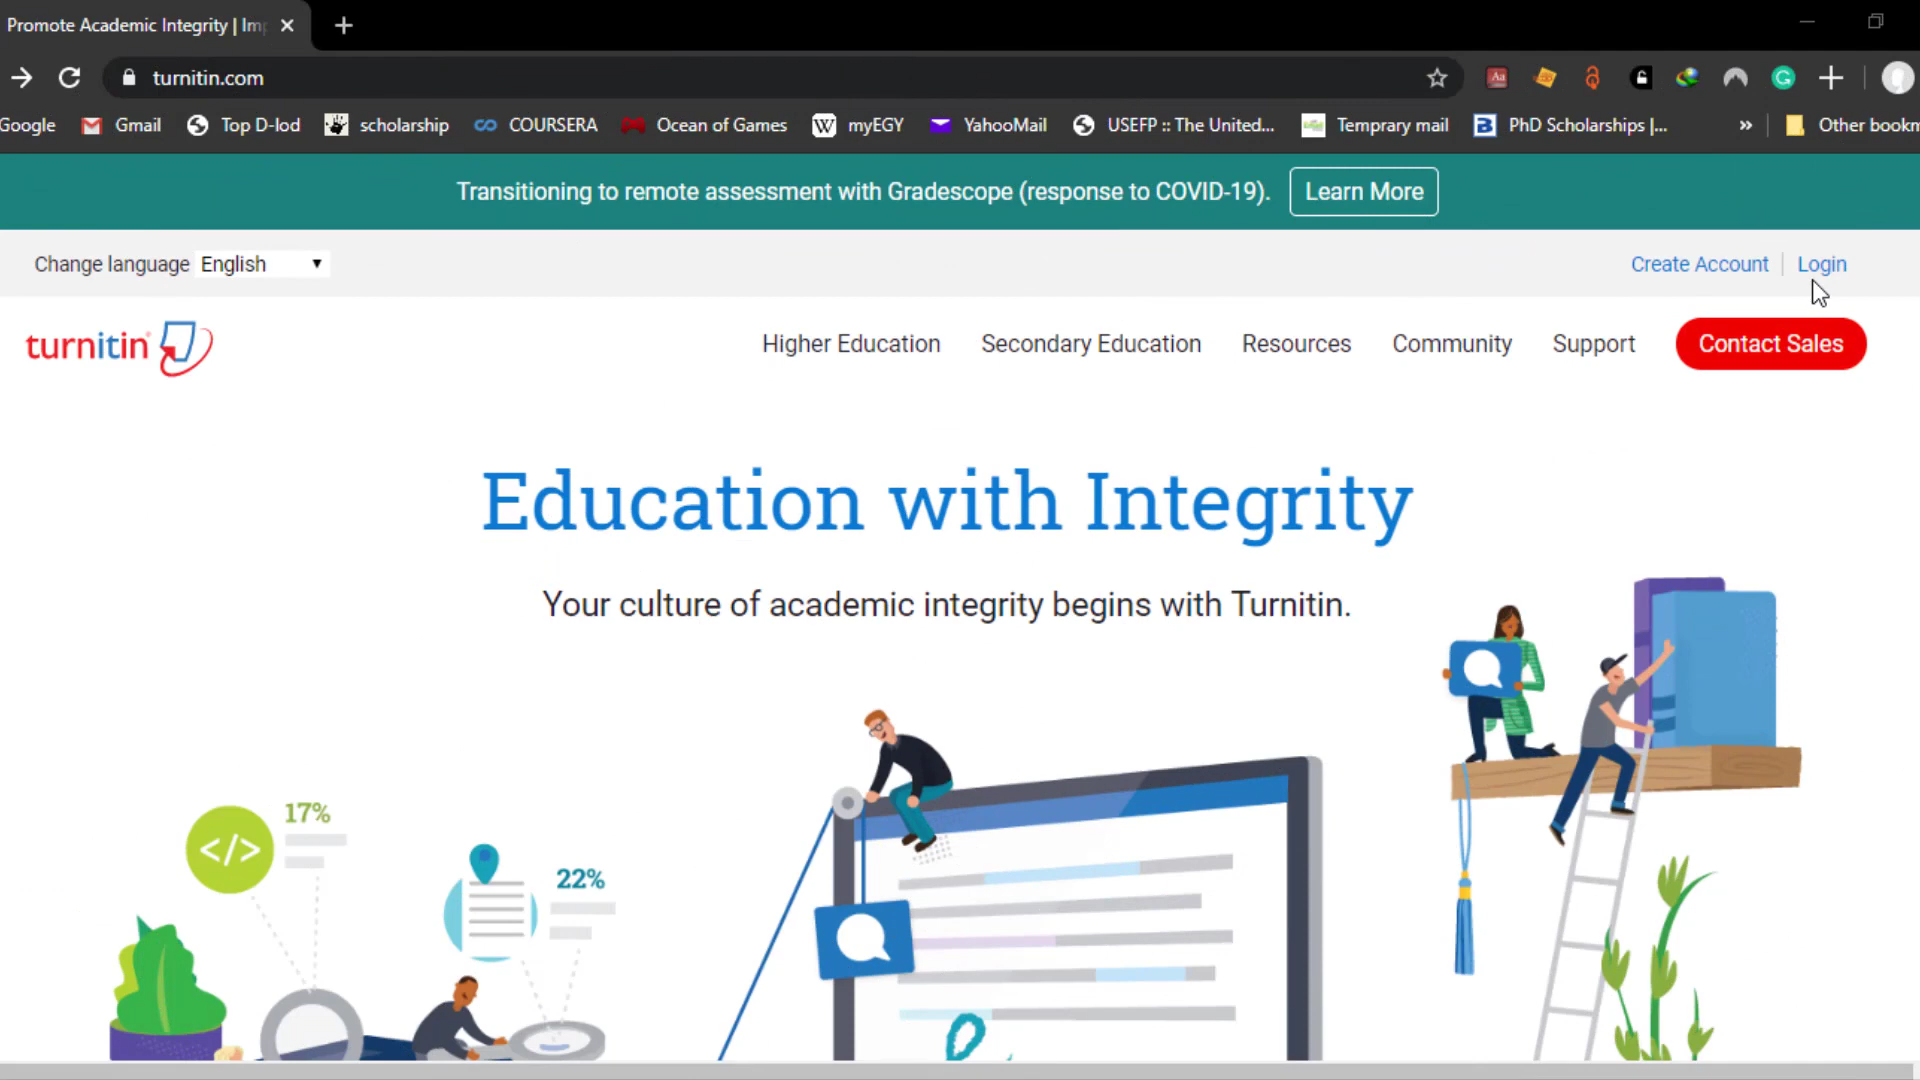 Promote Academic Integrity | Im
turnitin.com
Google Gmail Top D-lod scholarship COURSERA Ocean of Games myEGY YahooMail USEFP :: The United... Temprary mail PhD Scholarships |... » Other bookm
Transitioning to remote assessment with Gradescope (response to COVID-19). Learn More
Change language English Create Account Login
turnitin Higher Education Secondary Education Resources Community Support Contact Sales
Education with Integrity
Your culture of academic integrity begins with Turnitin.
</> 17%
22%